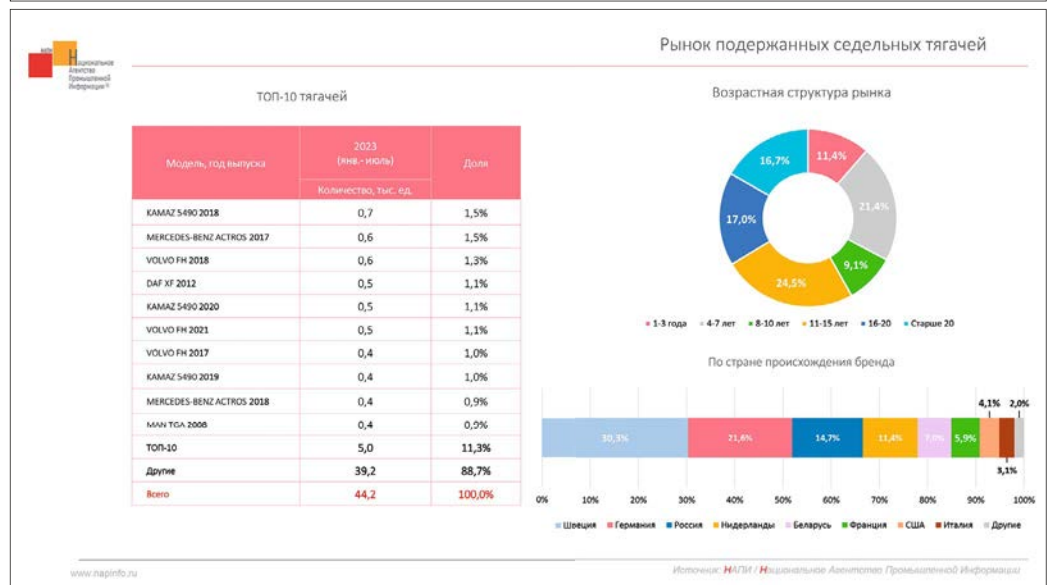 НАПИ
Национальное
Агентство
Промышленной
Информации
Рынок подержанных седельных тягачей
ТОП-10 тягачей
Модель, год выпуска
2023
(янв.- июль)
Доля
Количество, тыс. ед.
KAMAZ 5490 2018 0,7 1,5%
MERCEDES-BENZ ACTROS 2017 0,6 1,5%
VOLVO FH 2018 0,6 1,3%
DAF XF 2012 0,5 1,1%
KAMAZ 5490 2020 0,5 1,1%
VOLVO FH 2021 0,5 1,1%
VOLVO FH 2017 0,4 1,0%
KAMAZ 5490 2019 0,4 1,0%
MERCEDES-BENZ ACTROS 2018 0,4 0,9%
MAN TGA 2008 0,4 0,9%
ТОП-10 5,0 11,3%
Другие 39,2 88,7%
Всего 44,2 100,0%
Возрастная структура рынка
16,7% 11,4%
17,0% 21,4%
24,5% 9,1%
1-3 года 4-7 лет 8-10 лет 11-15 лет 16-20 Старше 20
По стране происхождения бренда
4,1% 2,0%
30,3% 21,6% 14,7% 11,4% 5,9%
3,1%
0% 10% 20% 30% 40% 50% 60% 70% 80% 90% 100%
Швеция Германия Россия Нидерланды Беларусь Франция США Италия Другие
www.napinfo.ru
Источник: НАПИ / Национальное Агентство Промышленной Информации